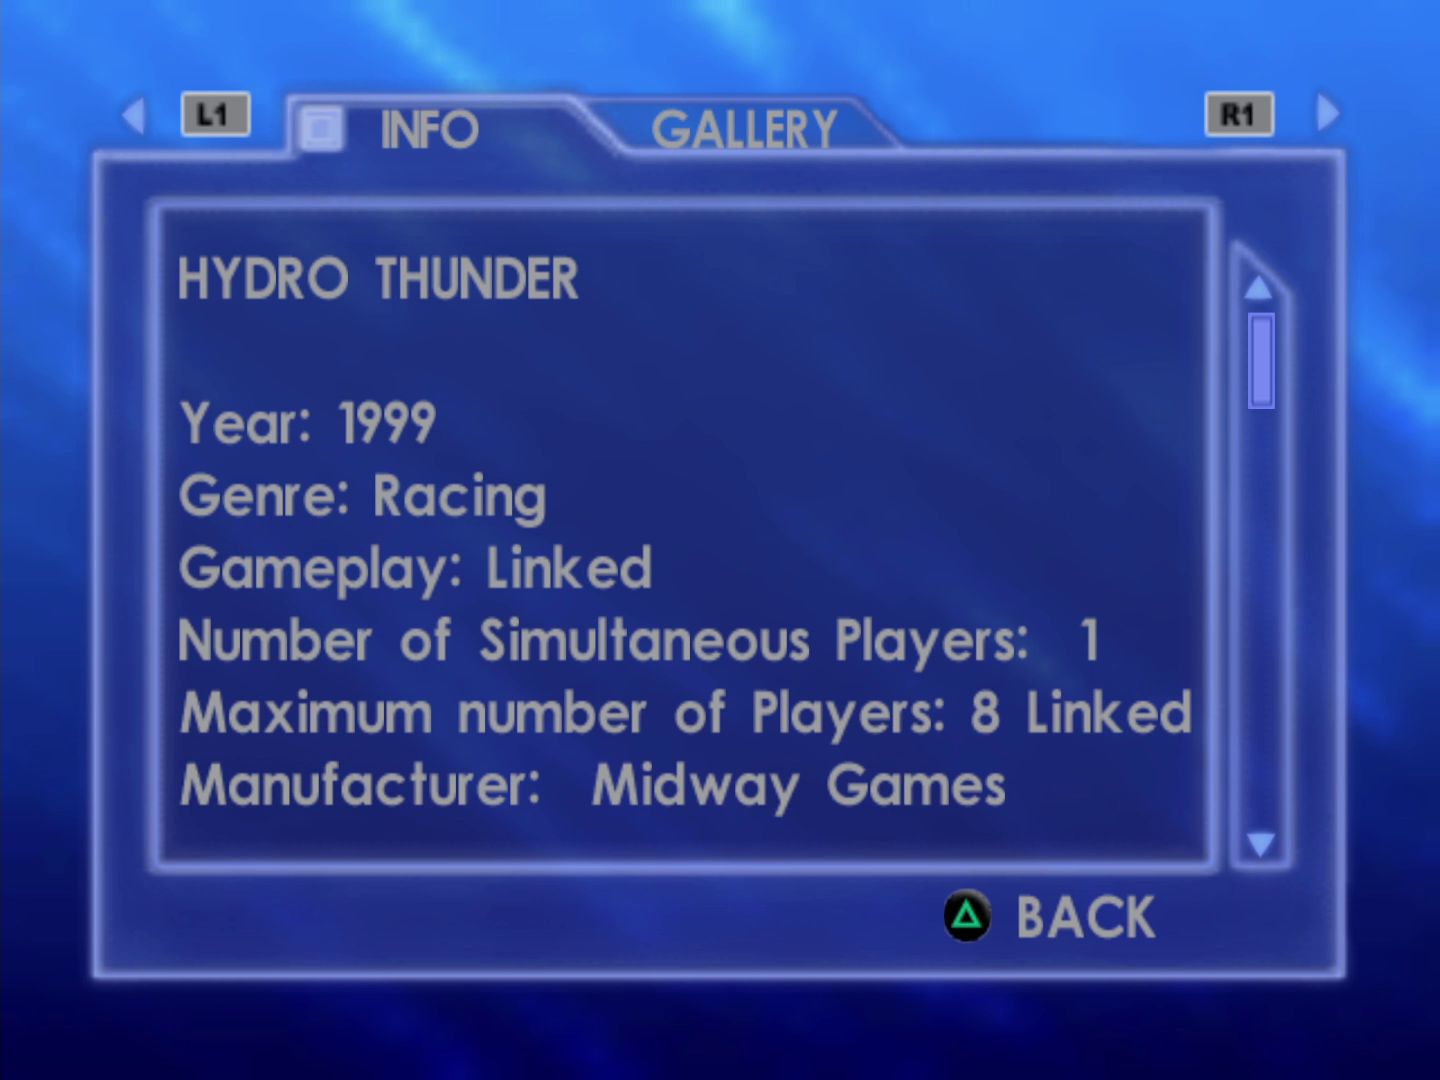 L1
INFO
GALLERY
R1
HYDRO THUNDER
Year: 1999
Genre: Racing
Gameplay: Linked
Number of Simultaneous Players: 1
Maximum number of Players: 8 Linked
Manufacturer: Midway Games
BACK